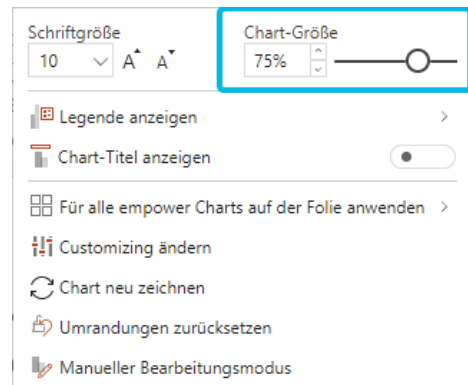 Schriftgröße Chart-Größe
10 A A 75%
Legende anzeigen
Chart-Titel anzeigen
Für alle empower Charts auf der Folie anwenden
Customizing ändern
Chart neu zeichnen
Umrandungen zurücksetzen
Manueller Bearbeitungsmodus